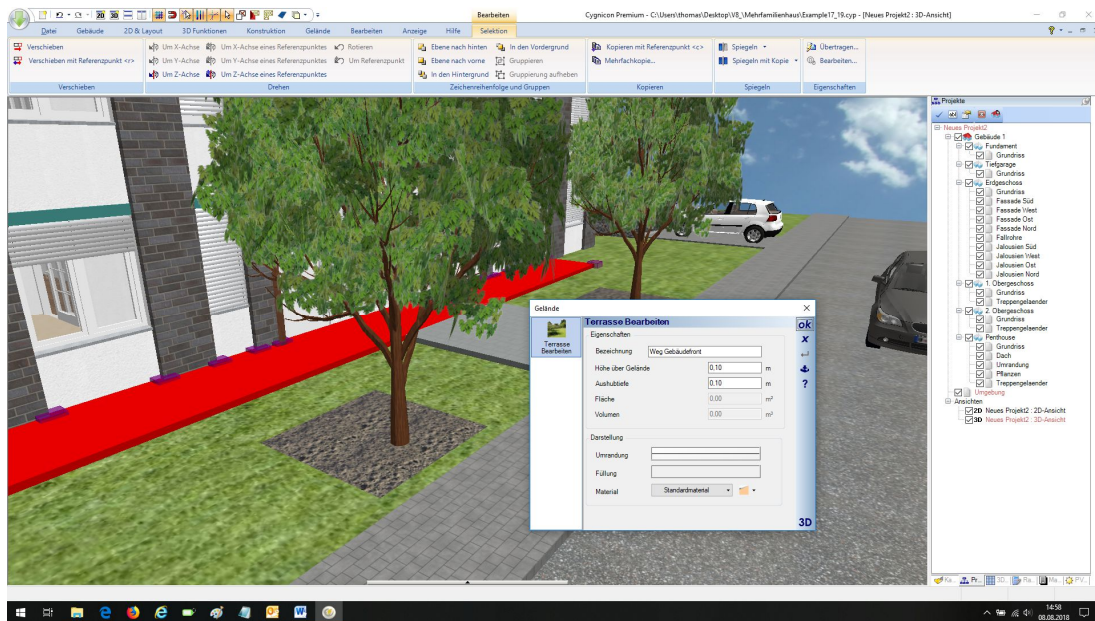 Bearbeiten
Cygnicon Premium - C:\Users\thomas\Desktop\V8_\Mehrfamilienhaus\Example17_19.cyp - [Neues Projekt2 : 3D-Ansicht]
Datei Gebäude 2D & Layout 3D Funktionen Konstruktion Gelände Bearbeiten Anzeige Hilfe Selektion
Verschieben
Verschieben mit Referenzpunkt <r>
Verschieben
Um X-Achse Um X-Achse eines Referenzpunktes Rotieren
Um Y-Achse Um Y-Achse eines Referenzpunktes Um Referenzpunkt
Um Z-Achse Um Z-Achse eines Referenzpunktes
Drehen
Ebene nach hinten In den Vordergrund
Ebene nach vorne Gruppieren
In den Hintergrund Gruppierung aufheben
Zeichenreihenfolge und Gruppen
Kopieren mit Referenzpunkt <c>
Mehrfachkopie...
Kopieren
Spiegeln
Spiegeln mit Kopie
Spiegeln
Übertragen...
Bearbeiten...
Eigenschaften
Projekte
Neues Projekt2
Gebäude 1
Fundament
Grundriss
Tiefgarage
Grundriss
Erdgeschoss
Grundriss
Fassade Süd
Fassade West
Fassade Ost
Fassade Nord
Fallrohre
Jalousien Süd
Jalousien West
Jalousien Ost
Jalousien Nord
1. Obergeschoss
Grundriss
Treppengelaender
2. Obergeschoss
Grundriss
Treppengelaender
Penthouse
Grundriss
Dach
Umrandung
Pflanzen
Treppengelaender
Umgebung
Ansichten
2D Neues Projekt2 : 2D-Ansicht
3D Neues Projekt2 : 3D-Ansicht
Gelände
Terrasse Bearbeiten
Terrasse Bearbeiten
Eigenschaften
Bezeichnung Weg Gebäudefront
Höhe über Gelände 0.10 m
Aushubtiefe 0.10 m
Fläche 0.00 m²
Volumen 0.00 m³
Darstellung
Umrandung
Füllung
Material Standardmaterial
ok
x
?
3D
Ka... Pr... 3D... Ra... Ma... PV...
14:58
08.08.2018